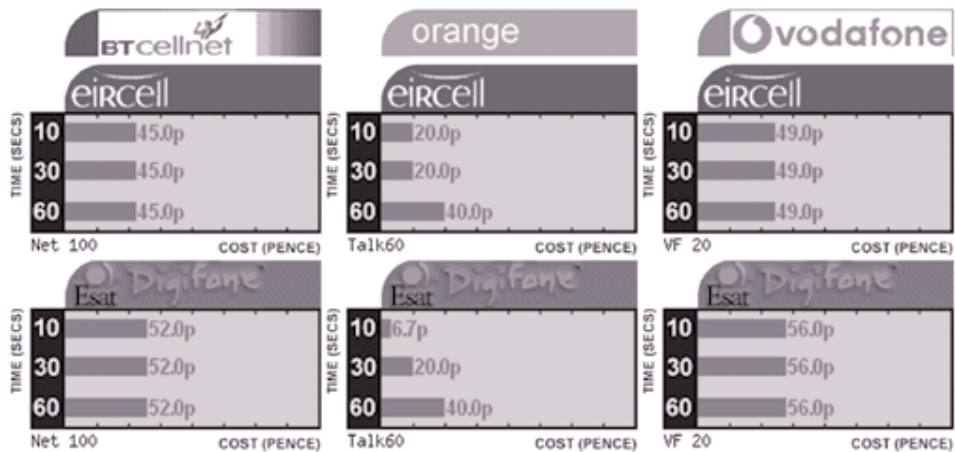 BTcellnet
orange
vodafone
eircell
eircell
eircell
TIME (SECS)
10 45.0p
30 45.0p
60 45.0p
Net 100 COST (PENCE)
TIME (SECS)
10 20.0p
30 20.0p
60 40.0p
Talk60 COST (PENCE)
TIME (SECS)
10 49.0p
30 49.0p
60 49.0p
VF 20 COST (PENCE)
Esat Digifone
Esat Digifone
Esat Digifone
TIME (SECS)
10 52.0p
30 52.0p
60 52.0p
Net 100 COST (PENCE)
TIME (SECS)
10 6.7p
30 20.0p
60 40.0p
Talk60 COST (PENCE)
TIME (SECS)
10 56.0p
30 56.0p
60 56.0p
VF 20 COST (PENCE)